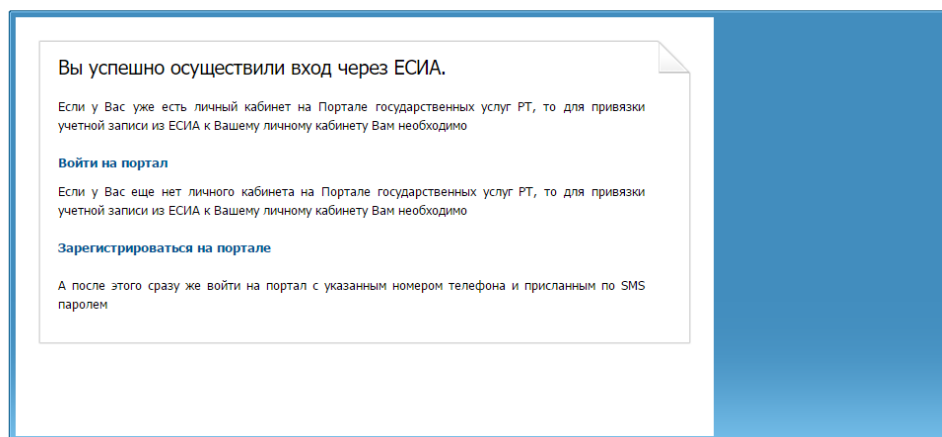 Вы успешно осуществили вход через ЕСИА.
Если у Вас уже есть личный кабинет на Портале государственных услуг РТ, то для привязки
учетной записи из ЕСИА к Вашему личному кабинету Вам необходимо
Войти на портал
Если у Вас еще нет личного кабинета на Портале государственных услуг РТ, то для привязки
учетной записи из ЕСИА к Вашему личному кабинету Вам необходимо
Зарегистрироваться на портале
А после этого сразу же войти на портал с указанным номером телефона и присланным по SMS
паролем